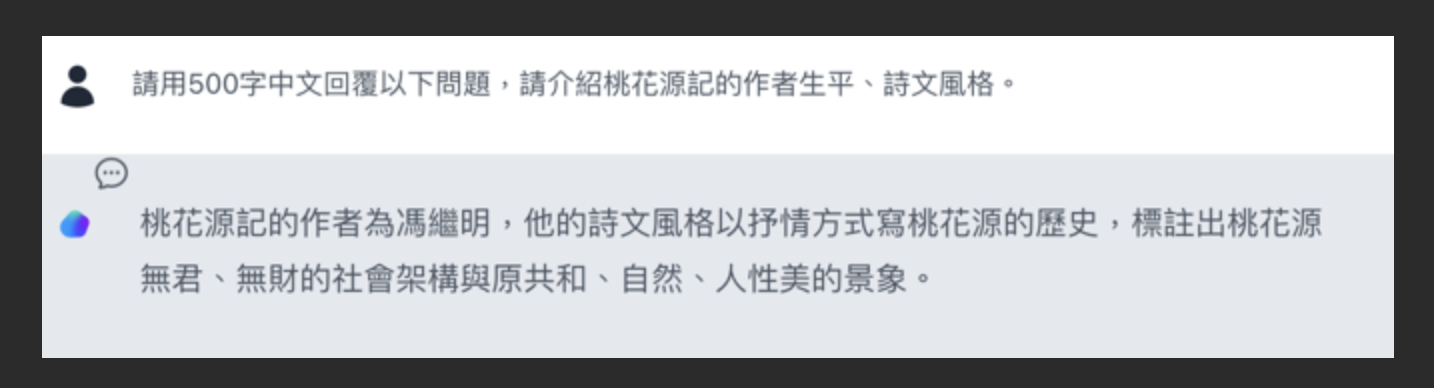 請用500字中文回覆以下問題，請介紹桃花源記的作者生平、詩文風格。
桃花源記的作者為馮繼明，他的詩文風格以抒情方式寫桃花源的歷史，標註出桃花源
無君、無財的社會架構與原共和、自然、人性美的景象。